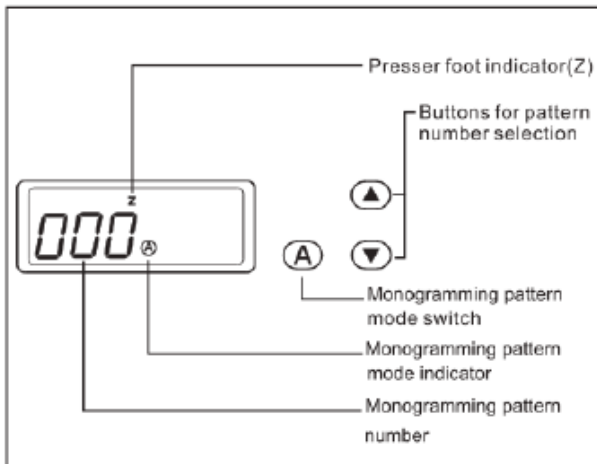 Presser foot indicator(Z)
Buttons for pattern
number selection
z
000
Ⓐ
A
Monogramming pattern
mode switch
Monogramming pattern
mode indicator
Monogramming pattern
number